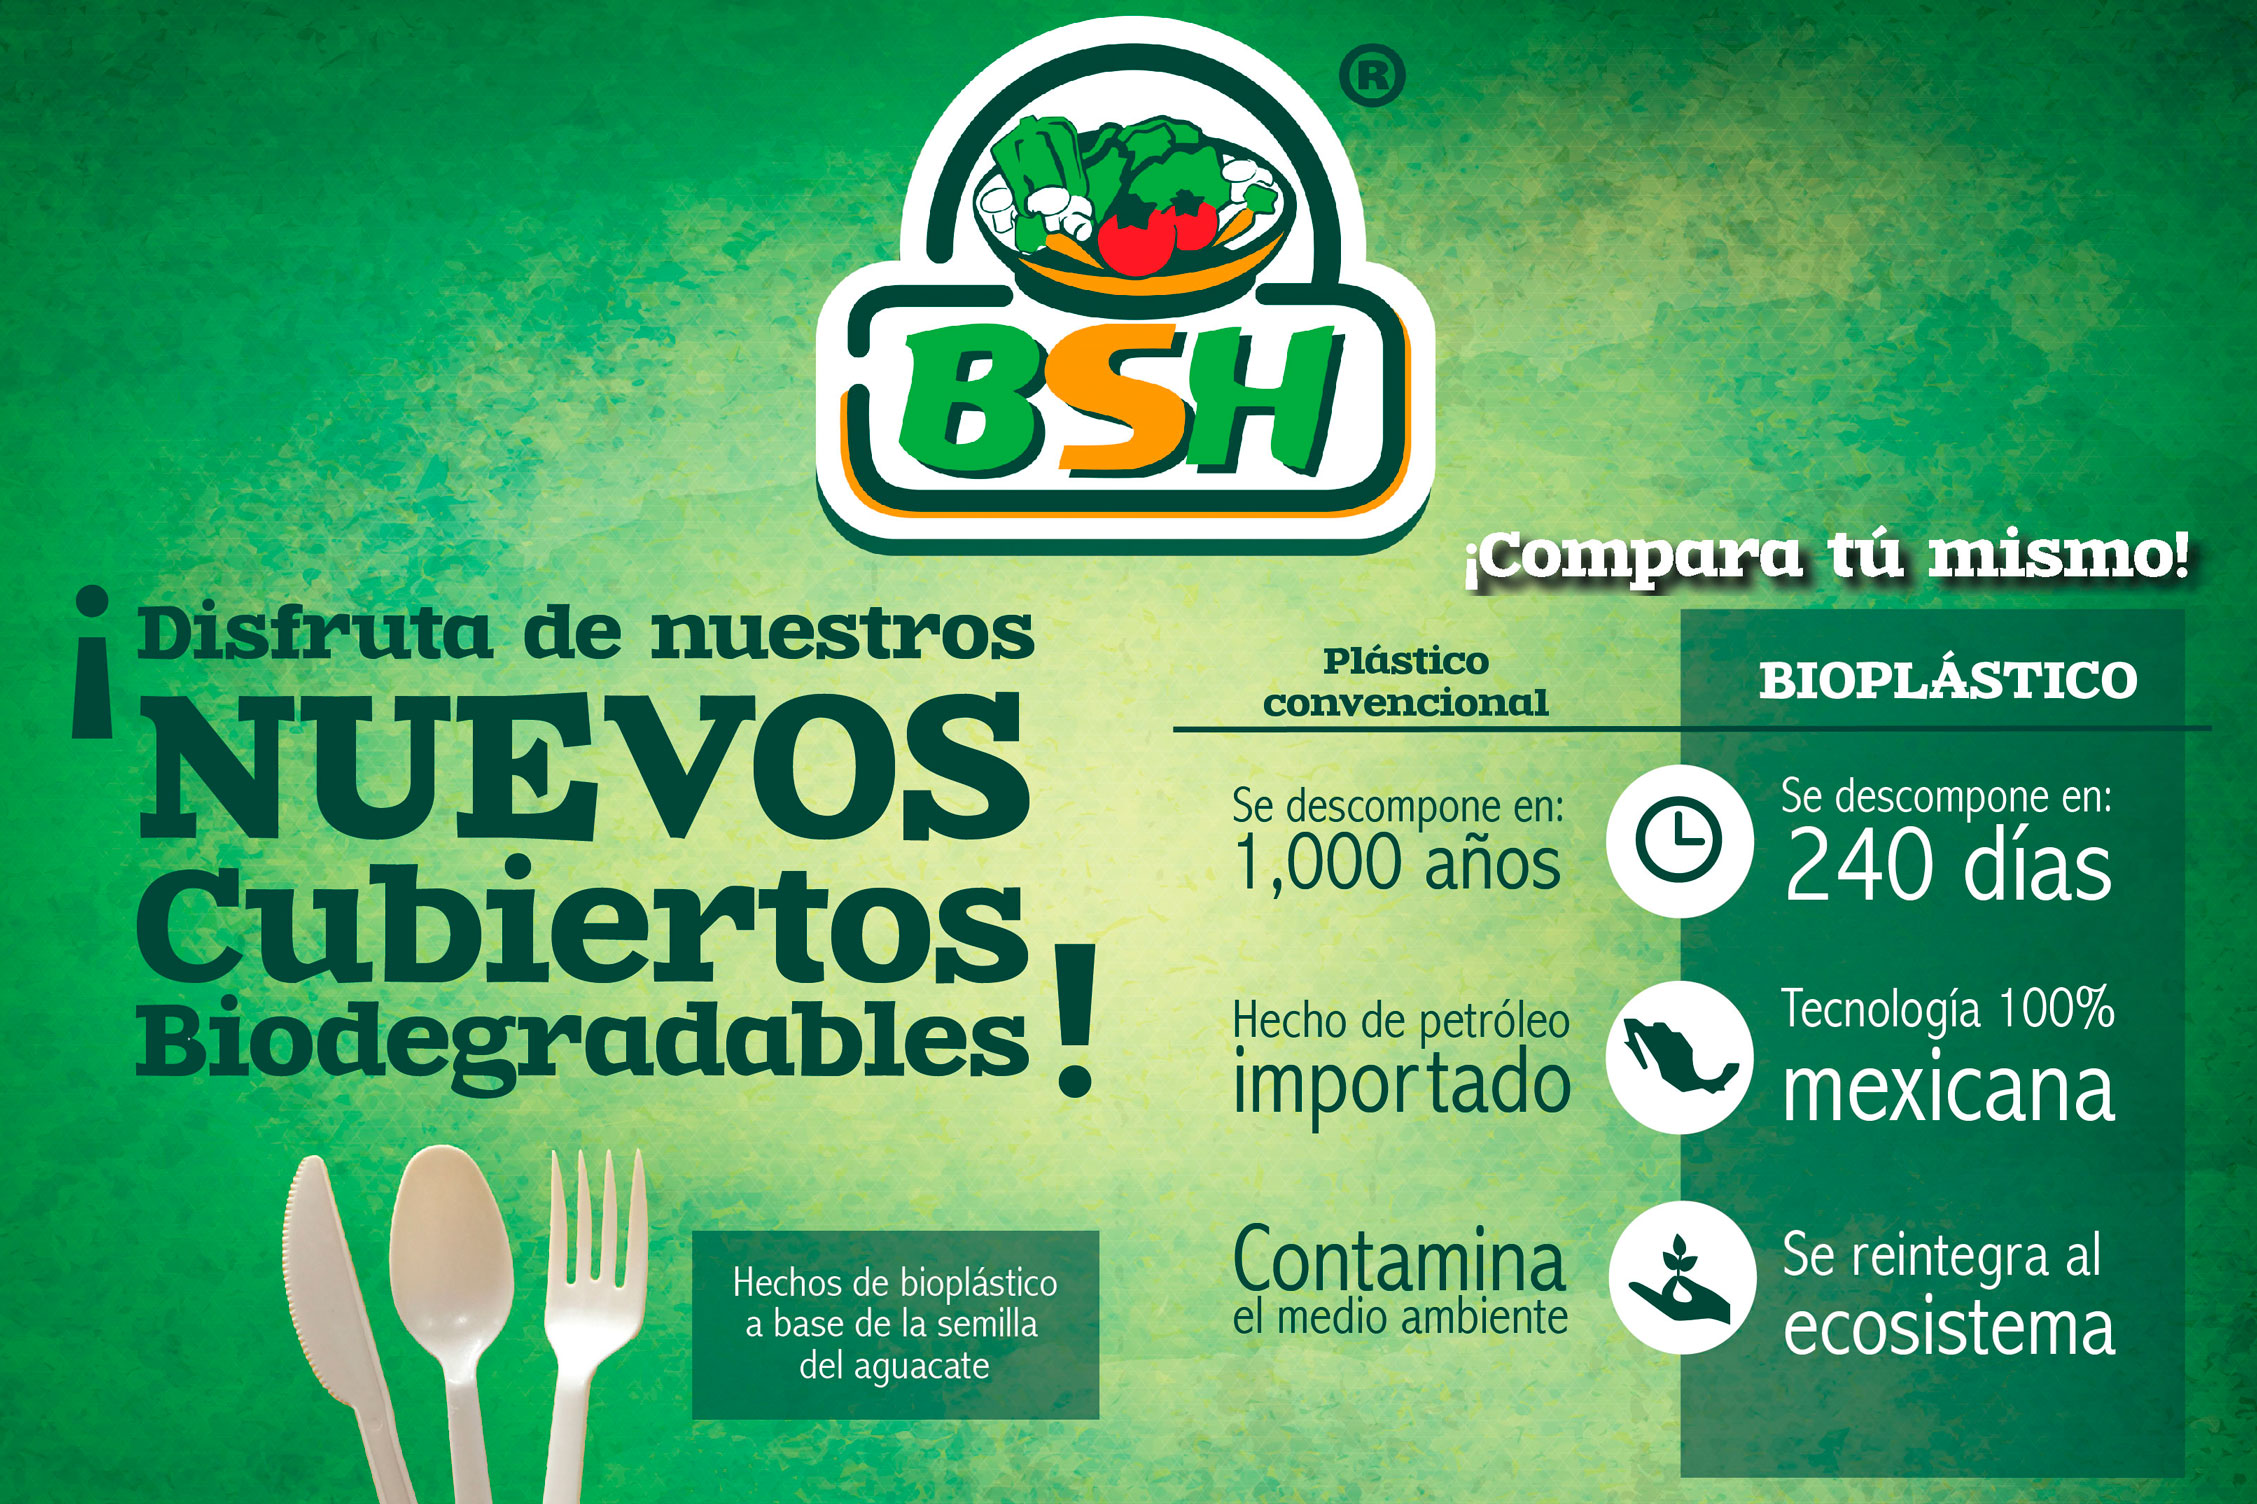 ®
BSH
¡Disfruta de nuestros
NUEVOS
Cubiertos
Biodegradables!
Hechos de bioplástico
a base de la semilla
del aguacate
¡Compara tú mismo!
Plástico
convencional
BIOPLÁSTICO
Se descompone en:
1,000 años
Se descompone en:
240 días
Hecho de petróleo
importado
Tecnología 100%
mexicana
Contamina
el medio ambiente
Se reintegra al
ecosistema